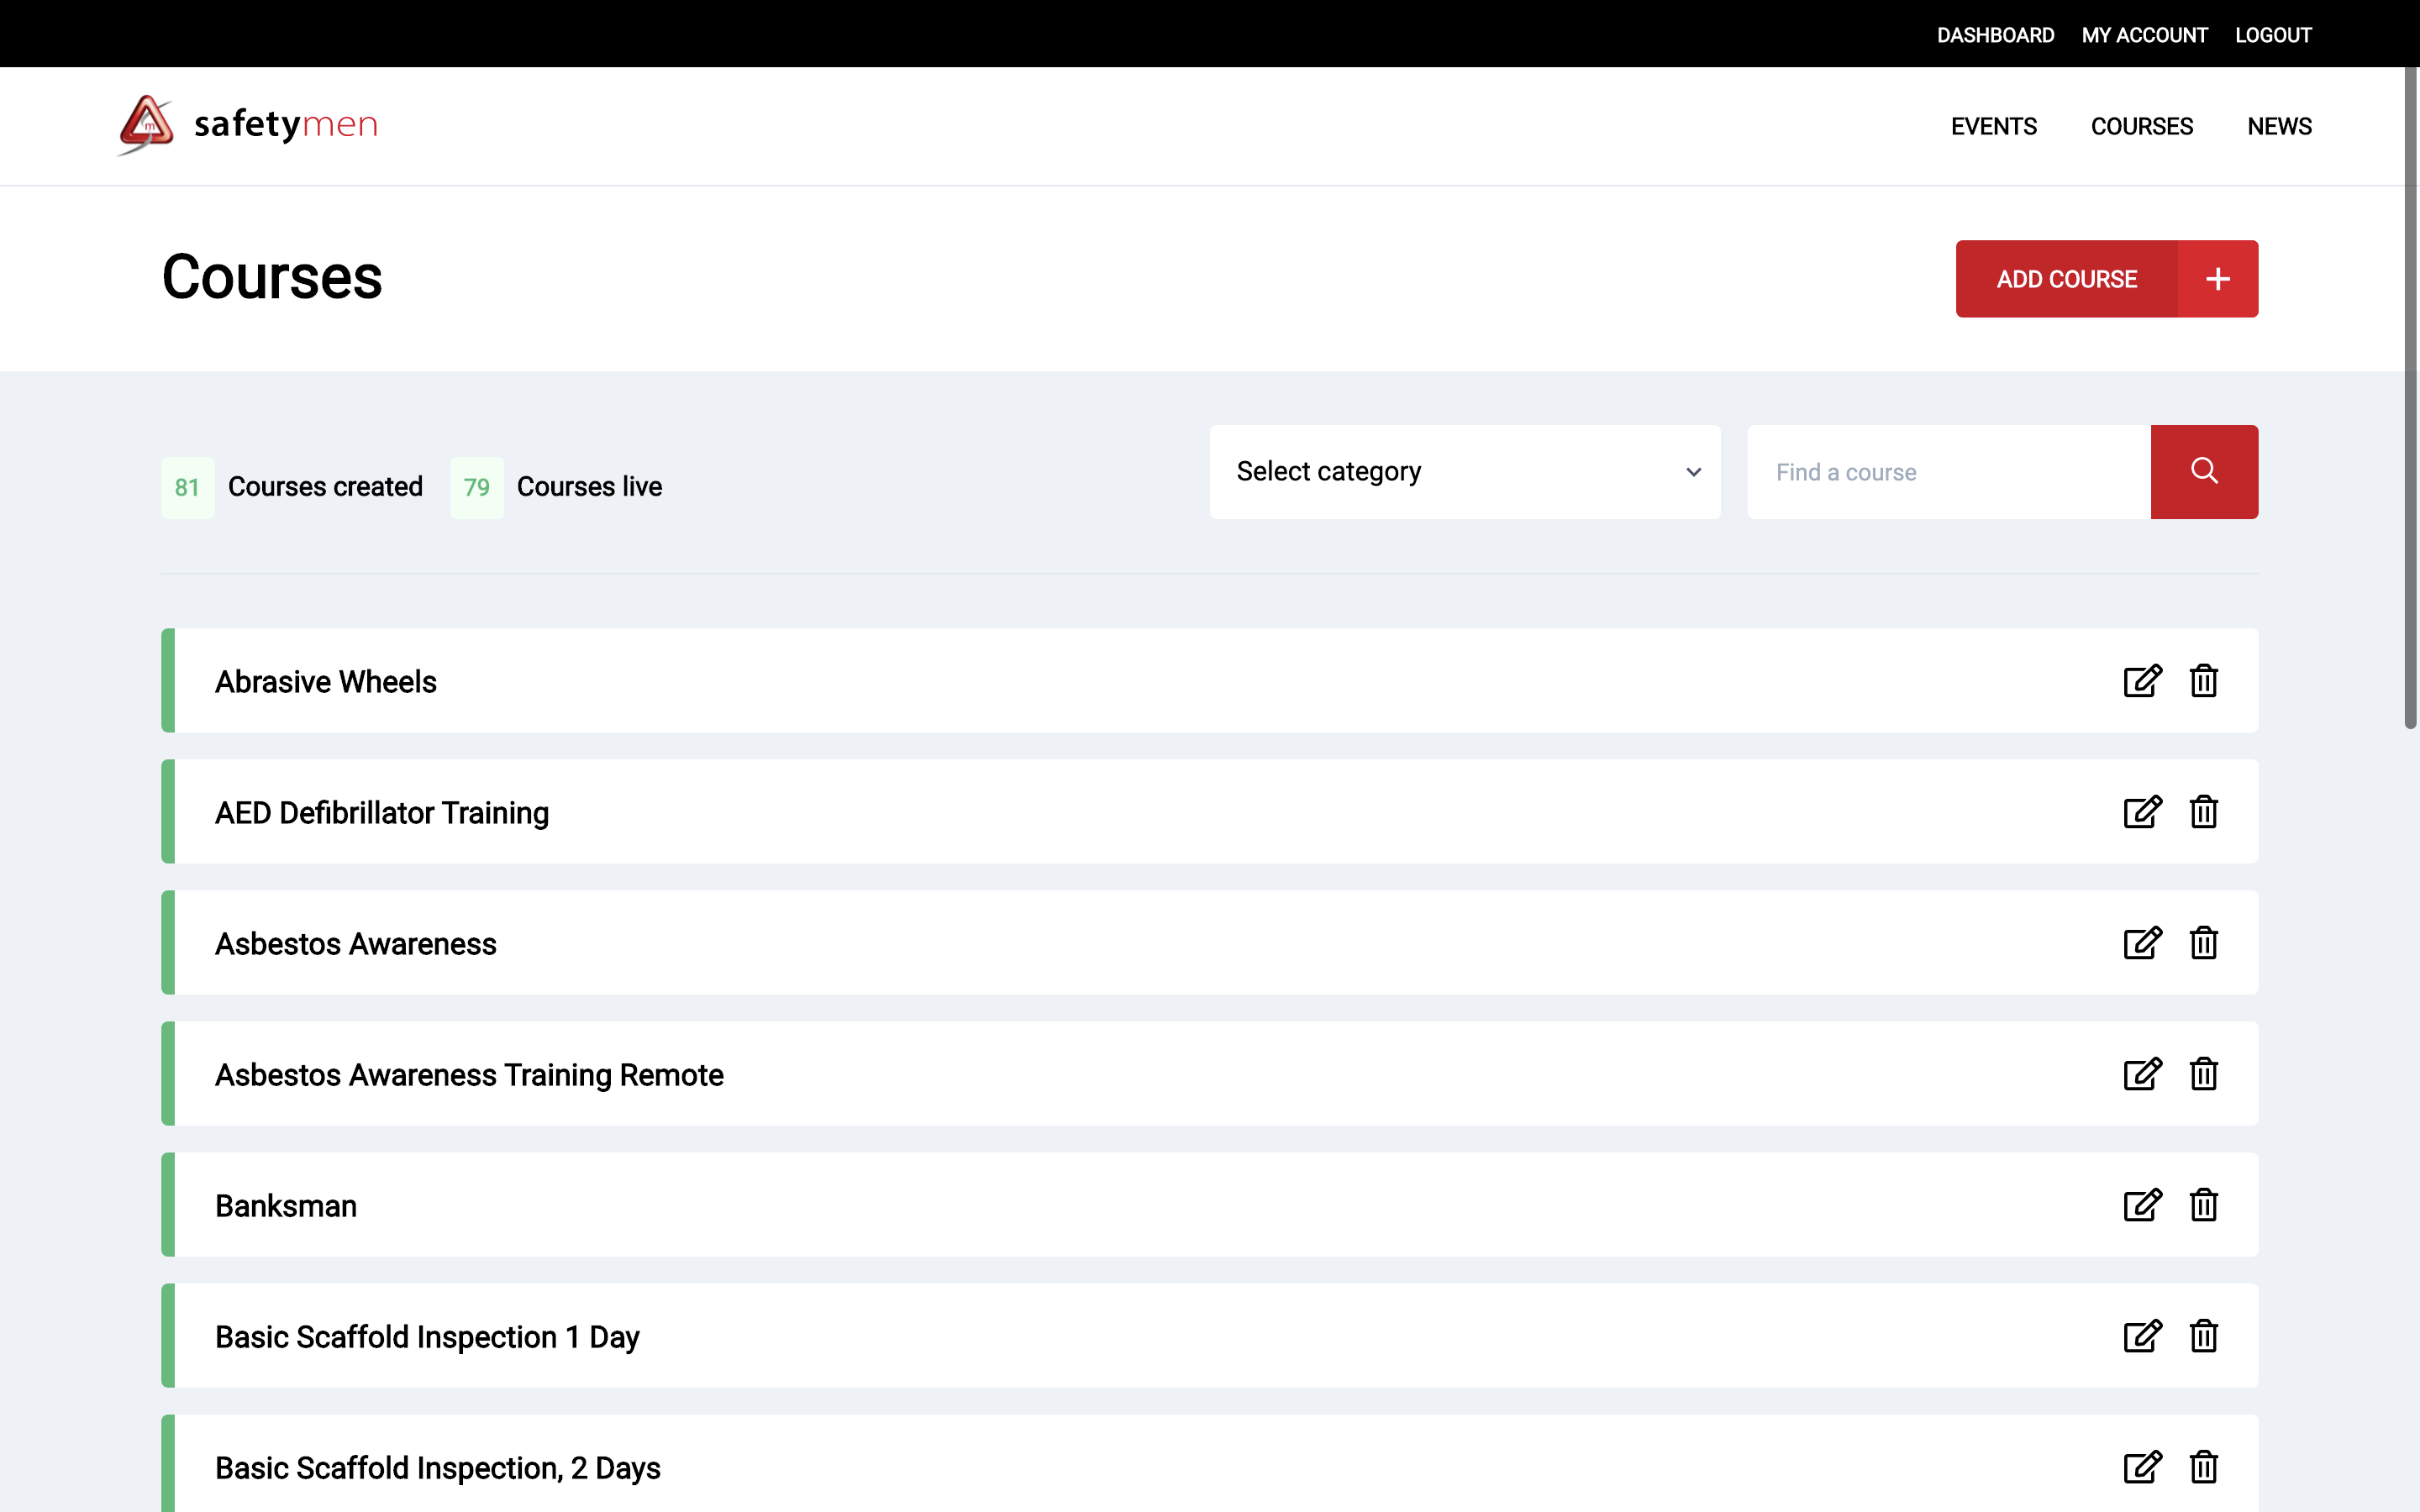 DASHBOARD MY ACCOUNT LOGOUT
m
safetymen
EVENTS COURSES NEWS
Courses
ADD COURSE +
81 Courses created 79 Courses live
Select category
Find a course
Abrasive Wheels
AED Defibrillator Training
Asbestos Awareness
Asbestos Awareness Training Remote
Banksman
Basic Scaffold Inspection 1 Day
Basic Scaffold Inspection, 2 Days